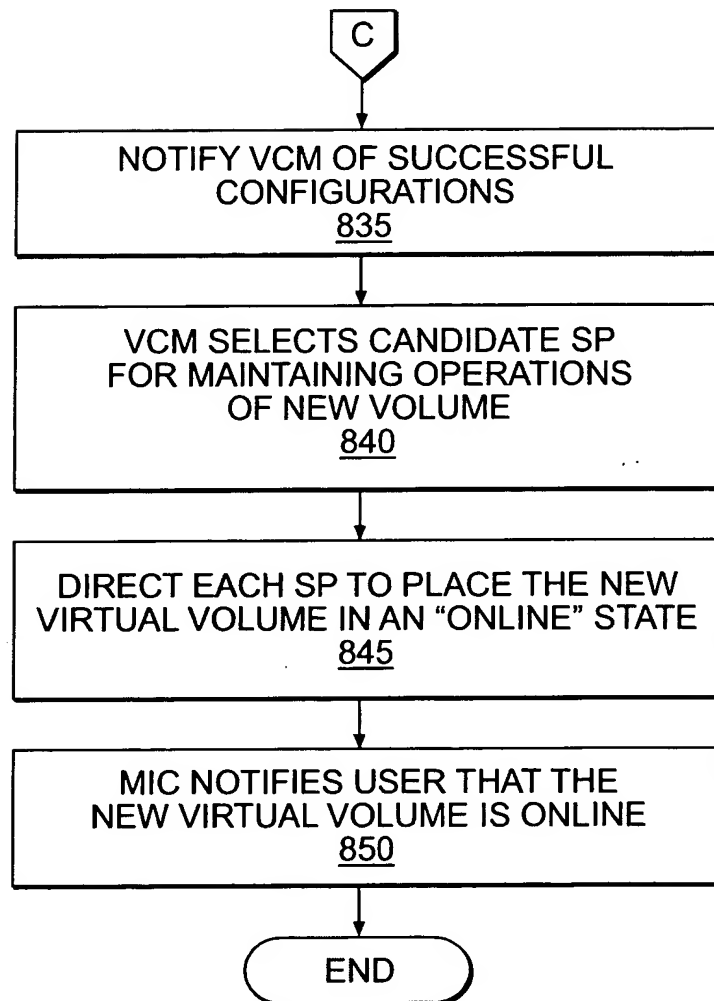 C
NOTIFY VCM OF SUCCESSFUL
CONFIGURATIONS
835
VCM SELECTS CANDIDATE SP
FOR MAINTAINING OPERATIONS
OF NEW VOLUME
840
DIRECT EACH SP TO PLACE THE NEW
VIRTUAL VOLUME IN AN “ONLINE” STATE
845
MIC NOTIFIES USER THAT THE
NEW VIRTUAL VOLUME IS ONLINE
850
END